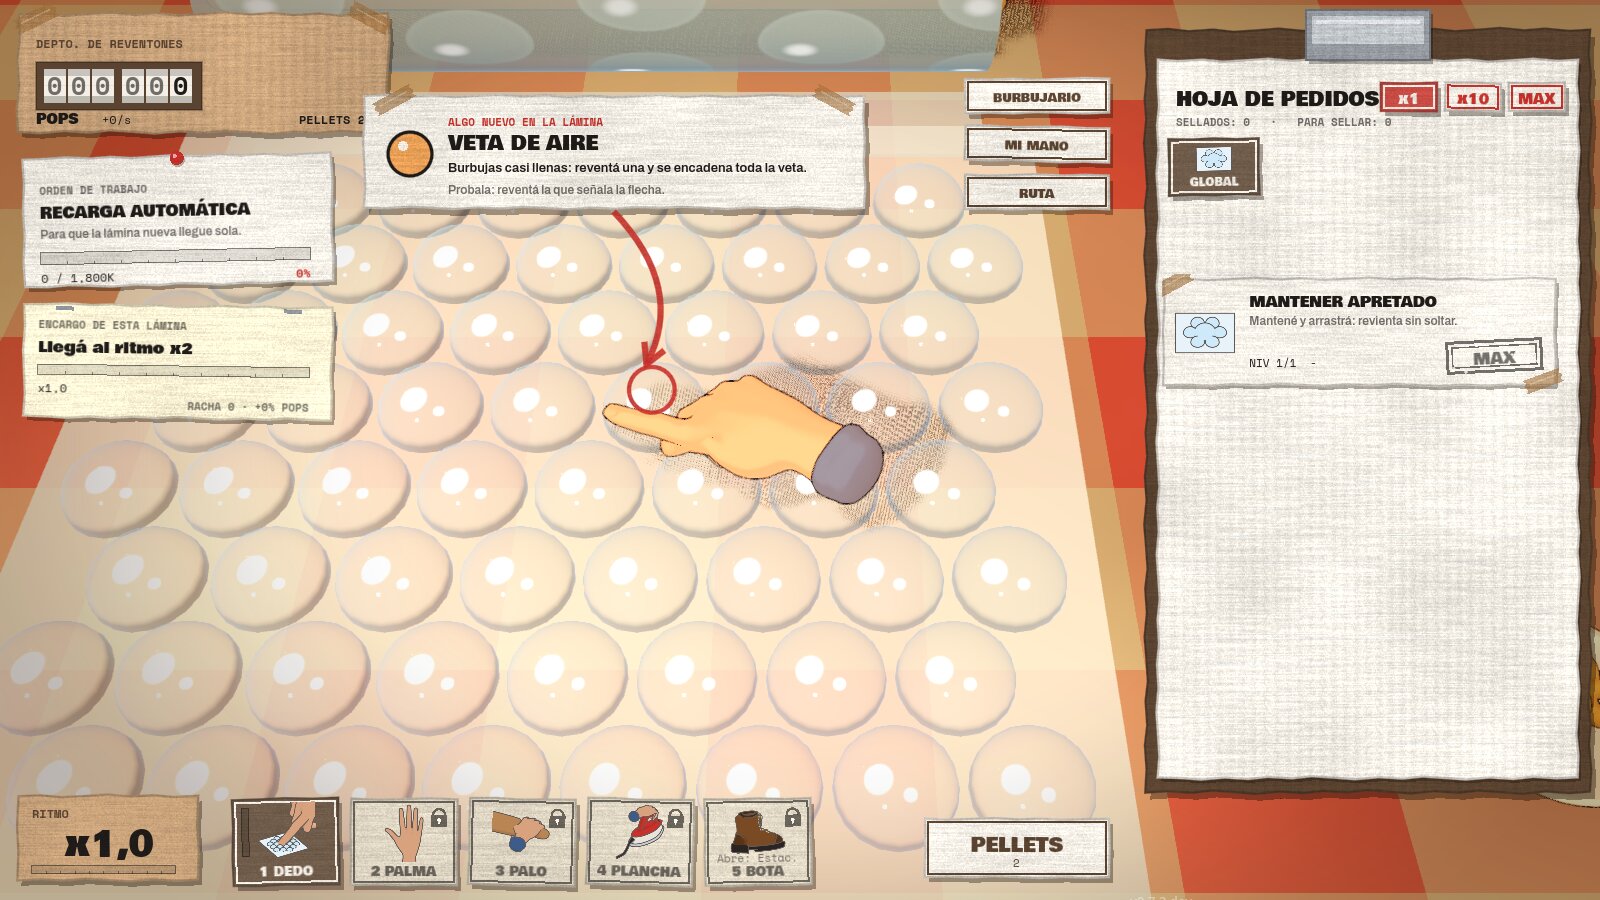 DEPTO. DE REVENTONES
000 000
POPS +0/s PELLETS 2
ORDEN DE TRABAJO
RECARGA AUTOMÁTICA
Para que la lámina nueva llegue sola.
0 / 1.800K 0%
ENCARGO DE ESTA LÁMINA
Llegá al ritmo x2
x1.0
RACHA 0 · +0% POPS
ALGO NUEVO EN LA LÁMINA
VETA DE AIRE
Burbujas casi llenas: reventá una y se encadena toda la veta.
Probala: reventá la que señala la flecha.
BURBUJARIO
MI MANO
RUTA
HOJA DE PEDIDOS x1 x10 MAX
SELLADOS: 0 · PARA SELLAR: 0
GLOBAL
MANTENER APRETADO
Mantené y arrastrá: revienta sin soltar.
NIV 1/1 -
MAX
RITMO
x1,0
1 DEDO
2 PALMA
3 PALO
4 PLANCHA
Abre: Estac.
5 BOTA
PELLETS
2